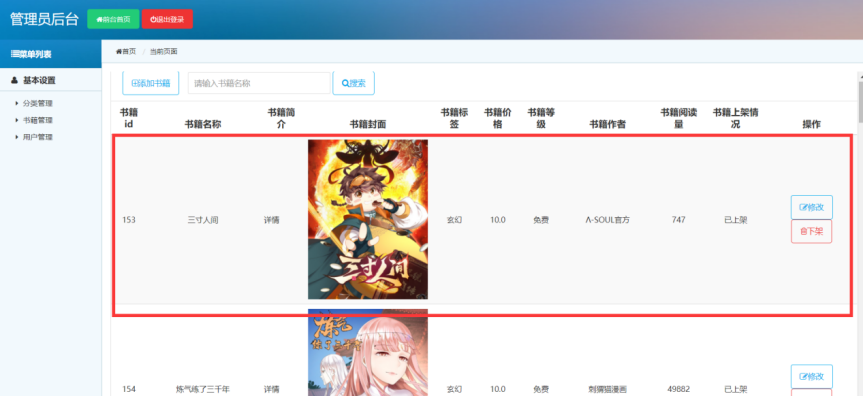 管理员后台 前台首页 退出登录
菜单列表
首页 / 当前页面
基本设置
分类管理
书籍管理
用户管理
添加书籍 请输入书籍名称 搜索
书籍id 书籍名称 书籍简介 书籍封面 书籍标签 书籍价格 书籍等级 书籍作者 书籍阅读量 书籍上架情况 操作
153 三寸人间 详情 三寸人间 玄幻 10.0 免费 A-SOUL官方 747 已上架 修改
下架
154 炼气练了三千年 详情 炼气练了三千年 玄幻 10.0 免费 刺猬猫漫画 49882 已上架 修改